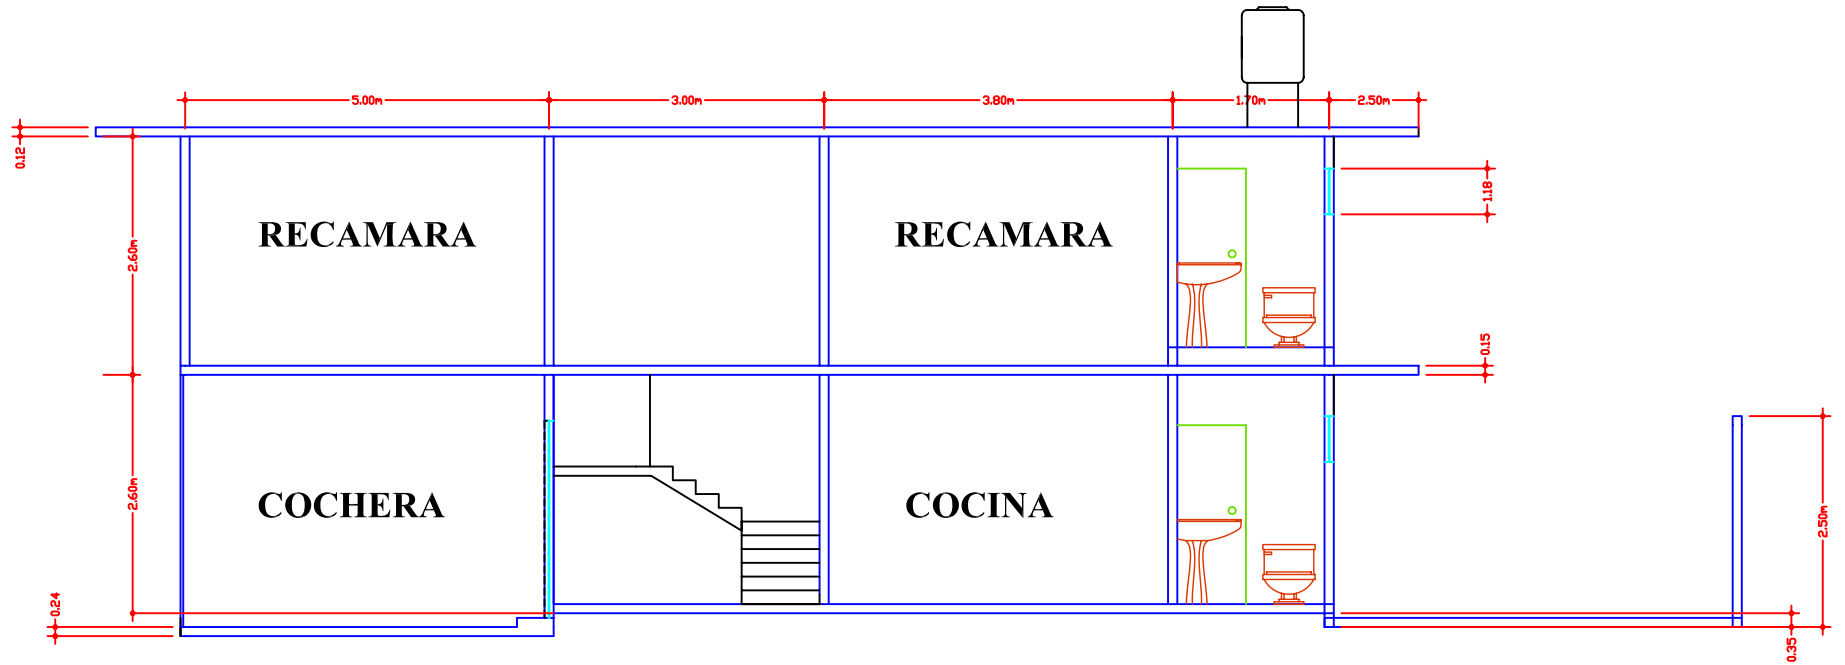 5.00m 3.00m 3.80m 1.70m 2.50m
0.12
1.18
RECAMARA RECAMARA
2.60m
0.15
2.60m
COCHERA COCINA
2.50m
0.24
0.35